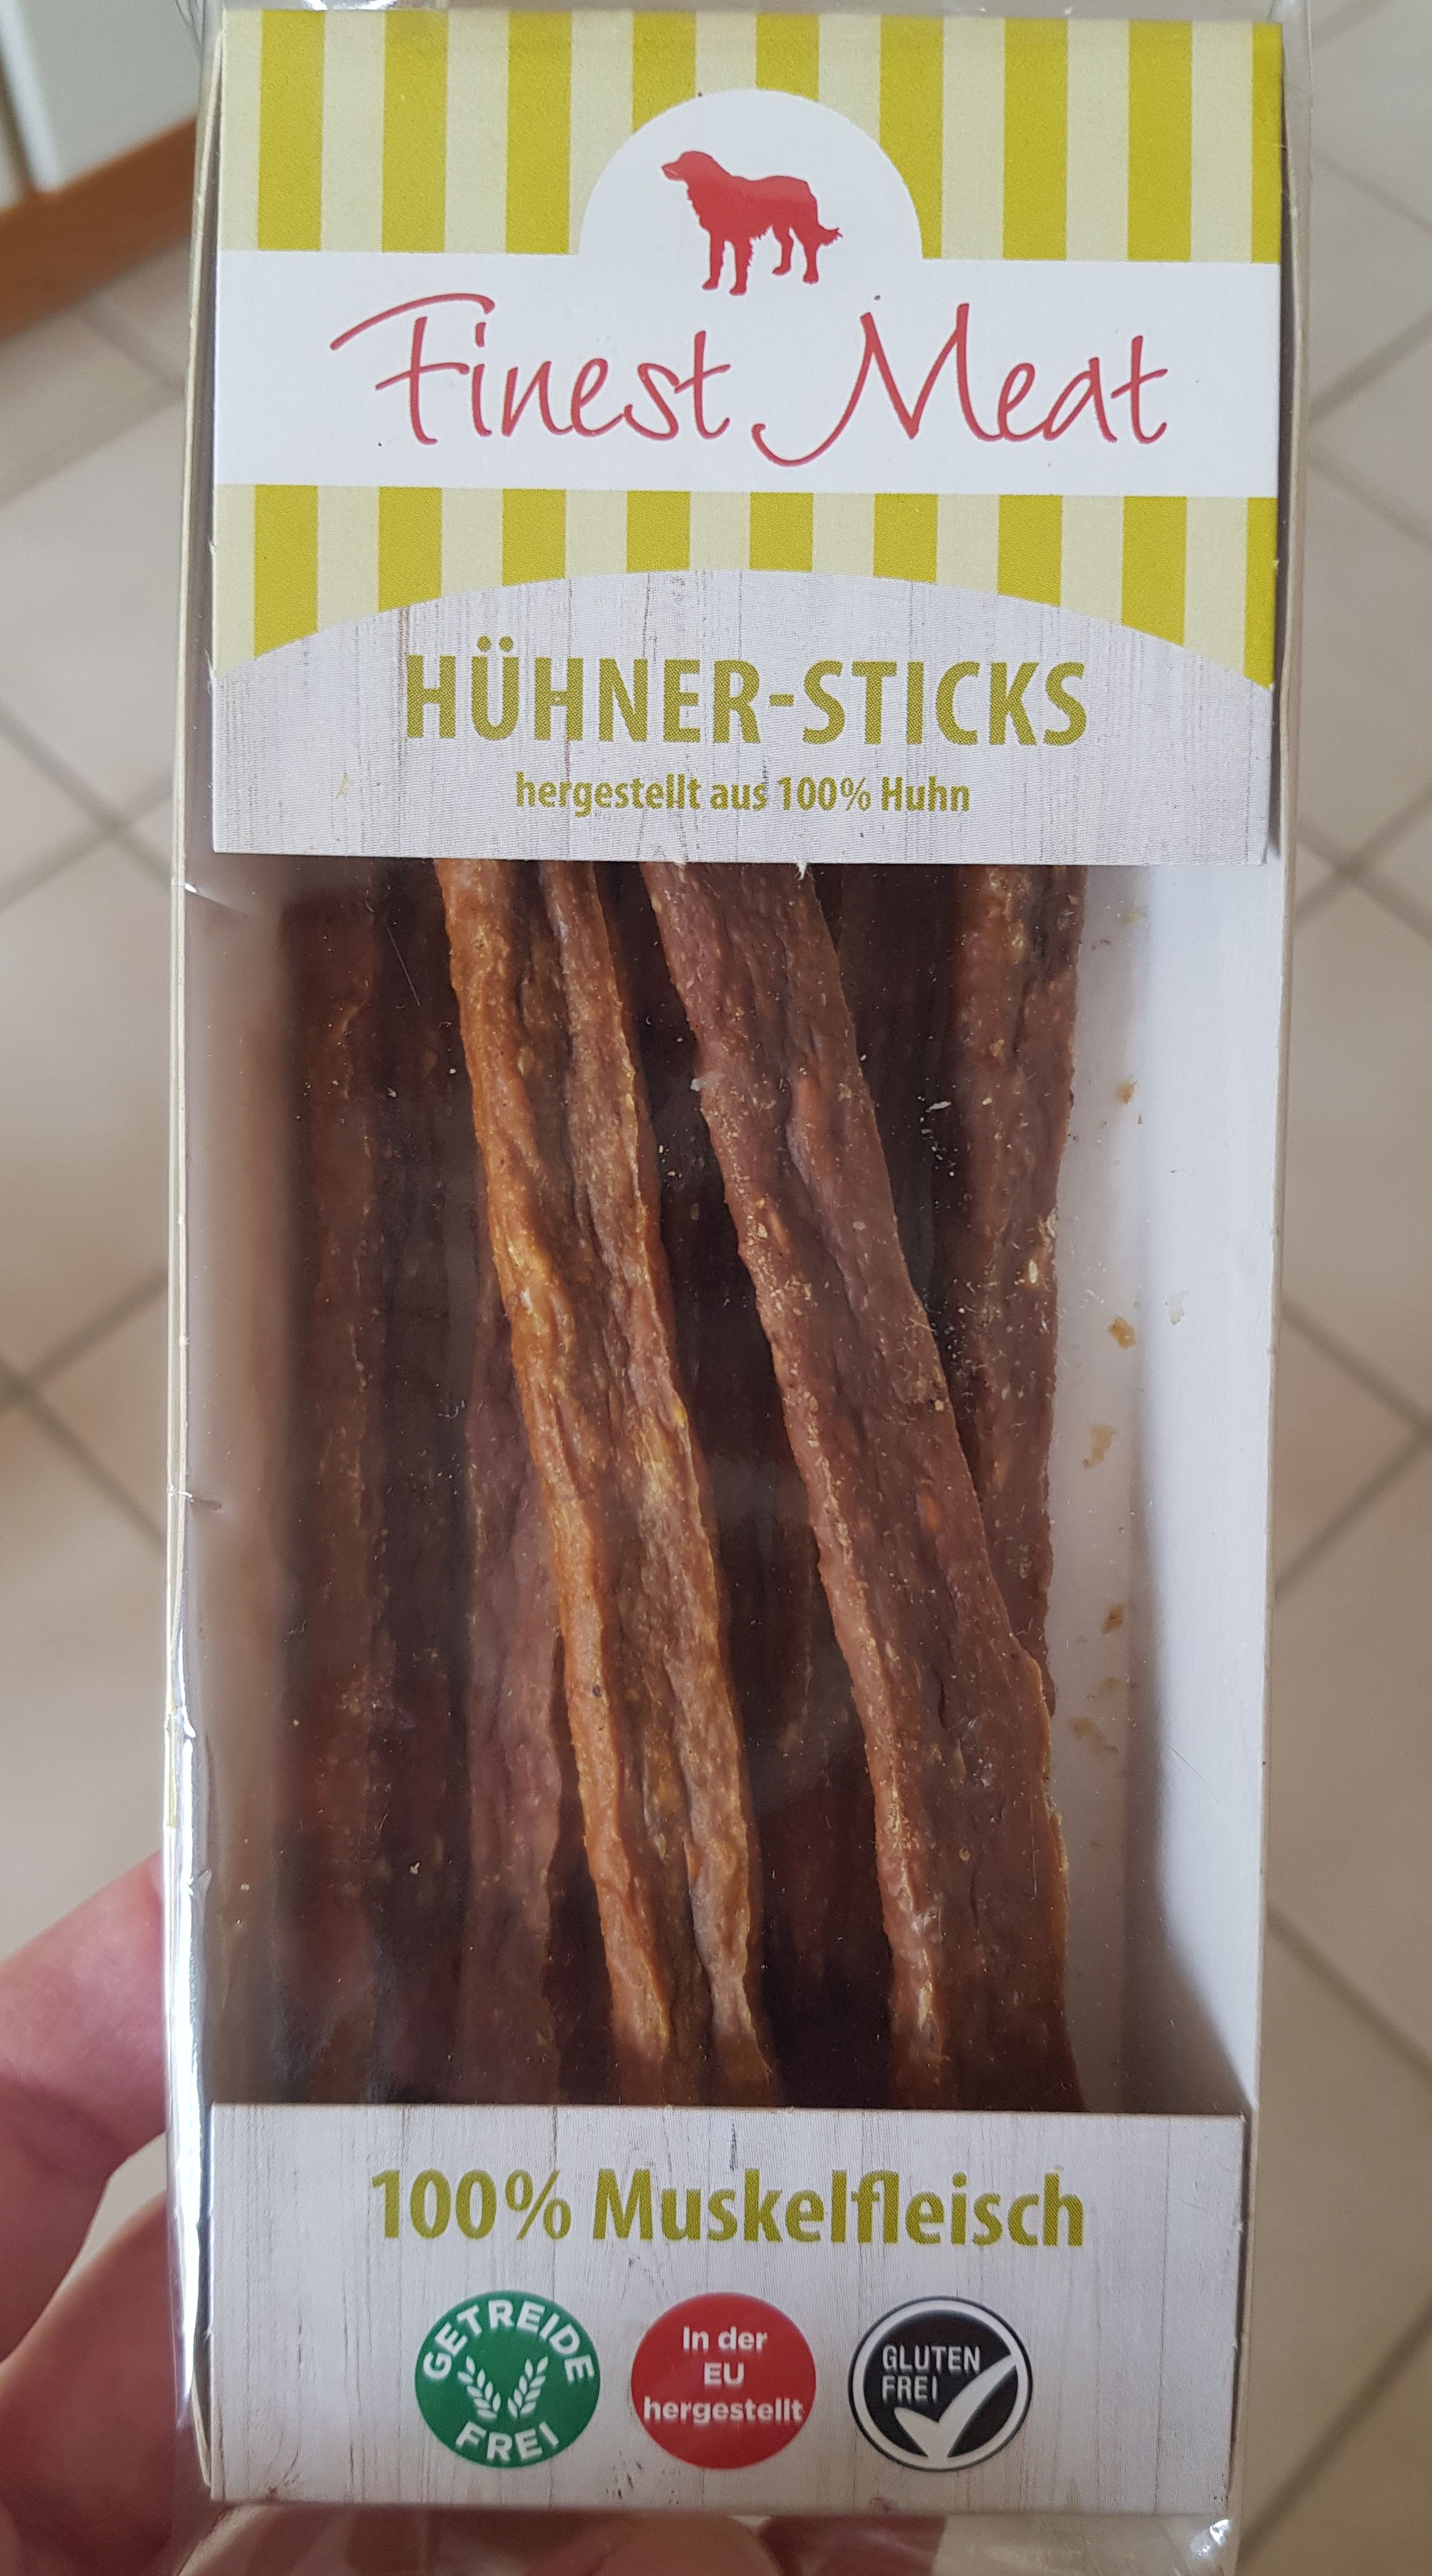 Finest Meat
HÜHNER-STICKS
hergestellt aus 100% Huhn
100% Muskelfleisch
GETREIDE
FREI
In der
EU
hergestellt
GLUTEN
FREI